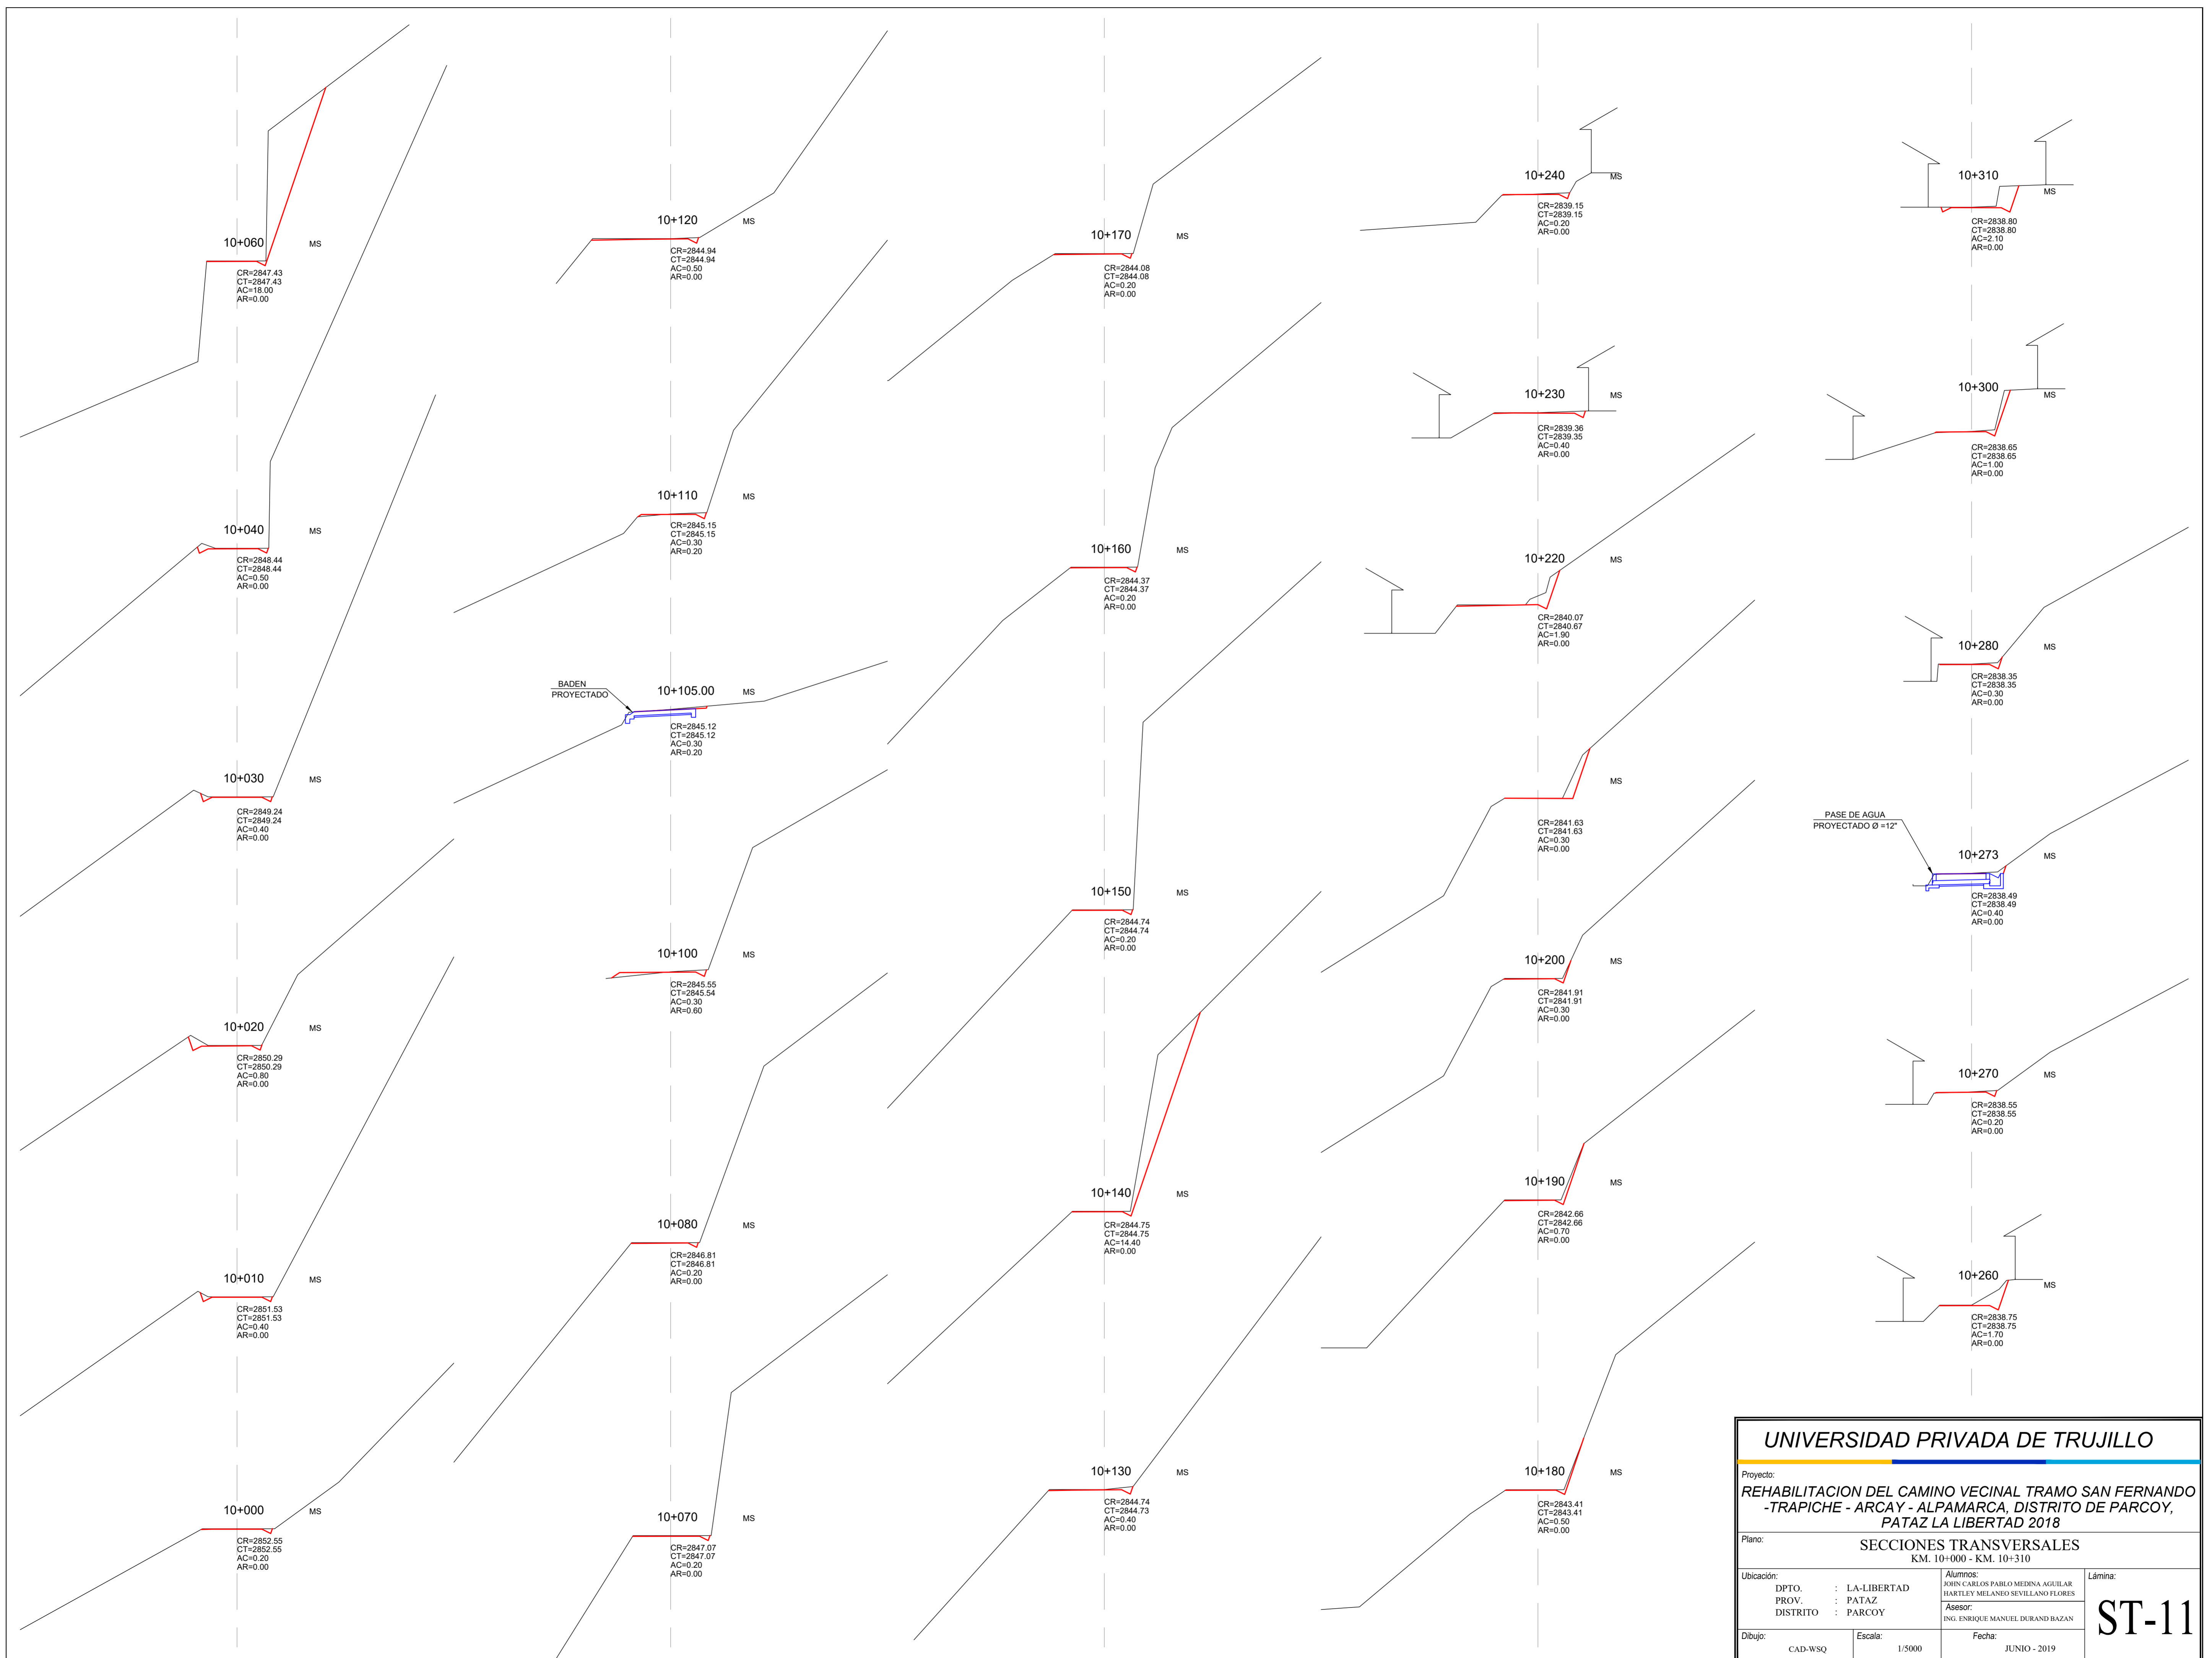 10+060
MS
CR=2847.43
CT=2847.43
AC=18.00
AR=0.00
10+040
MS
CR=2848.44
CT=2848.44
AC=0.50
AR=0.00
10+030
MS
CR=2849.24
CT=2849.24
AC=0.40
AR=0.00
10+020
MS
CR=2850.29
CT=2850.29
AC=0.80
AR=0.00
10+010
MS
CR=2851.53
CT=2851.53
AC=0.40
AR=0.00
10+000
MS
CR=2852.55
CT=2852.55
AC=0.20
AR=0.00
10+120
MS
CR=2844.94
CT=2844.94
AC=0.50
AR=0.00
10+110
MS
CR=2845.15
CT=2845.15
AC=0.30
AR=0.20
BADEN
PROYECTADO
10+105.00
MS
CR=2845.12
CT=2845.12
AC=0.30
AR=0.20
10+100
MS
CR=2845.55
CT=2845.54
AC=0.30
AR=0.60
10+080
MS
CR=2846.81
CT=2846.81
AC=0.20
AR=0.00
10+070
MS
CR=2847.07
CT=2847.07
AC=0.20
AR=0.00
10+170
MS
CR=2844.08
CT=2844.08
AC=0.20
AR=0.00
10+160
MS
CR=2844.37
CT=2844.37
AC=0.20
AR=0.00
10+150
MS
CR=2844.74
CT=2844.74
AC=0.20
AR=0.00
10+140
MS
CR=2844.75
CT=2844.75
AC=14.40
AR=0.00
10+130
MS
CR=2844.74
CT=2844.73
AC=0.40
AR=0.00
10+240
MS
CR=2839.15
CT=2839.15
AC=0.20
AR=0.00
10+230
MS
CR=2839.36
CT=2839.35
AC=0.40
AR=0.00
10+220
MS
CR=2840.07
CT=2840.67
AC=1.90
AR=0.00
MS
CR=2841.63
CT=2841.63
AC=0.30
AR=0.00
10+200
MS
CR=2841.91
CT=2841.91
AC=0.30
AR=0.00
10+190
MS
CR=2842.66
CT=2842.66
AC=0.70
AR=0.00
10+180
MS
CR=2843.41
CT=2843.41
AC=0.50
AR=0.00
10+310
MS
CR=2838.80
CT=2838.80
AC=2.10
AR=0.00
10+300
MS
CR=2838.65
CT=2838.65
AC=1.00
AR=0.00
10+280
MS
CR=2838.35
CT=2838.35
AC=0.30
AR=0.00
PASE DE AGUA
PROYECTADO Ø =12"
10+273
MS
CR=2838.49
CT=2838.49
AC=0.40
AR=0.00
10+270
MS
CR=2838.55
CT=2838.55
AC=0.20
AR=0.00
10+260
MS
CR=2838.75
CT=2838.75
AC=1.70
AR=0.00
UNIVERSIDAD PRIVADA DE TRUJILLO
Proyecto:
REHABILITACION DEL CAMINO VECINAL TRAMO SAN FERNANDO
-TRAPICHE - ARCAY - ALPAMARCA, DISTRITO DE PARCOY,
PATAZ LA LIBERTAD 2018
Plano:
SECCIONES TRANSVERSALES
KM. 10+000 - KM. 10+310
Ubicación:
DPTO. : LA-LIBERTAD
PROV. : PATAZ
DISTRITO : PARCOY
Alumnos:
JOHN CARLOS PABLO MEDINA AGUILAR
HARTLEY MELANEO SEVILLANO FLORES
Asesor:
ING. ENRIQUE MANUEL DURAND BAZAN
Lámina:
ST-11
Dibujo:
CAD-WSQ
Escala:
1/5000
Fecha:
JUNIO - 2019